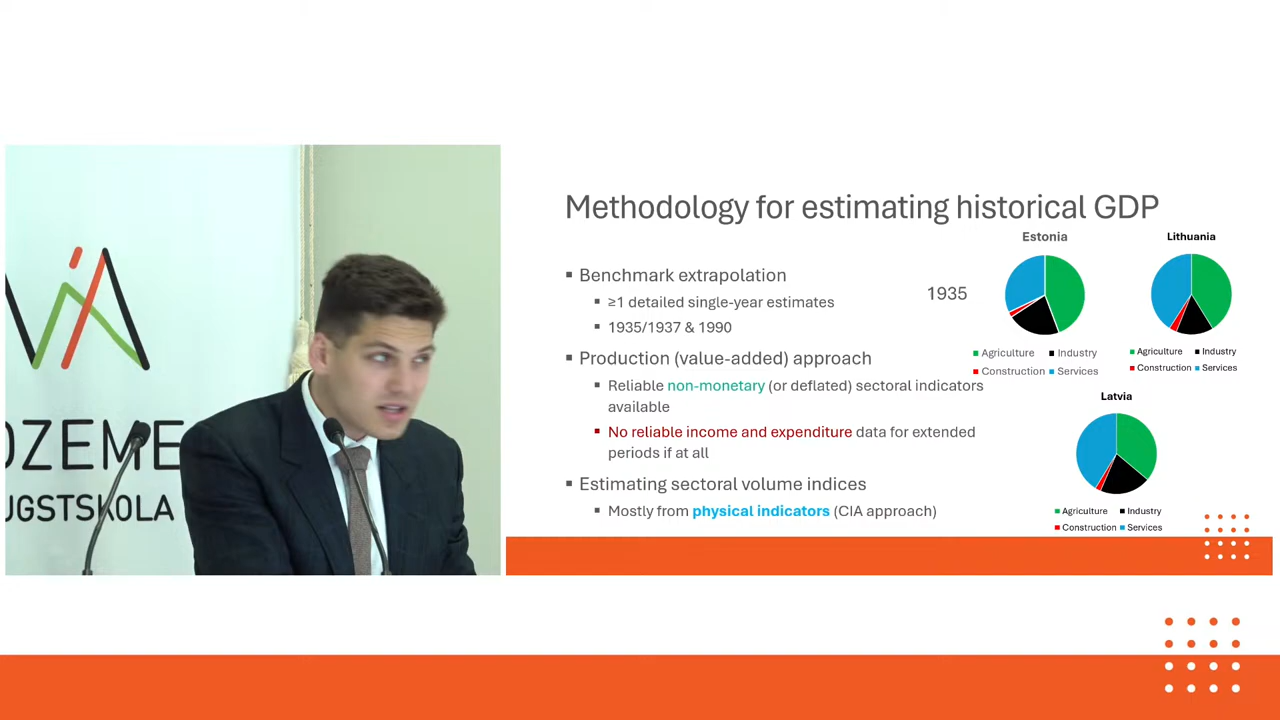 DZEME
UGSTSKOLA
Methodology for estimating historical GDP
▪ Benchmark extrapolation
▪ ≥1 detailed single-year estimates
▪ 1935/1937 & 1990
▪ Production (value-added) approach
▪ Reliable non-monetary (or deflated) sectoral indicators
available
▪ No reliable income and expenditure data for extended
periods if at all
▪ Estimating sectoral volume indices
▪ Mostly from physical indicators (CIA approach)
1935
Estonia
Agriculture Industry
Construction Services
Lithuania
Agriculture Industry
Construction Services
Latvia
Agriculture Industry
Construction Services